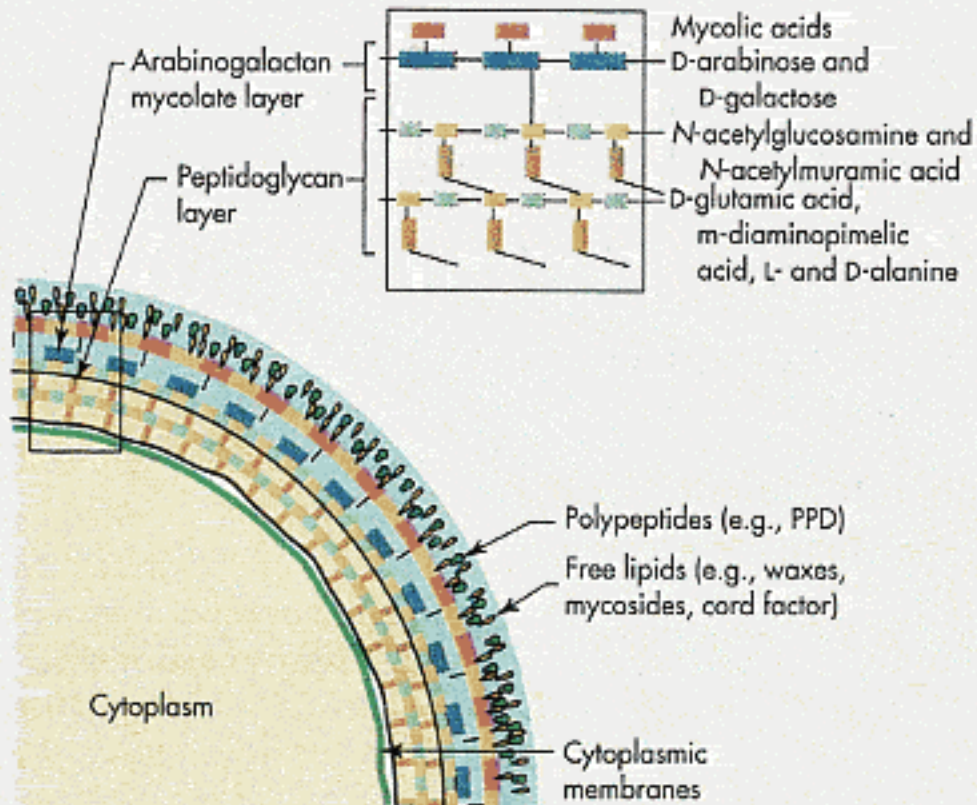 Mycolic acids
D-arabinose and
D-galactose
N-acetylglucosamine and
N-acetylmuramic acid
D-glutamic acid,
m-diaminopimelic
acid, L- and D-alanine
Arabinogalactan
mycolate layer
Peptidoglycan
layer
Polypeptides (e.g., PPD)
Free lipids (e.g., waxes,
mycosides, cord factor)
Cytoplasm
Cytoplasmic
membranes